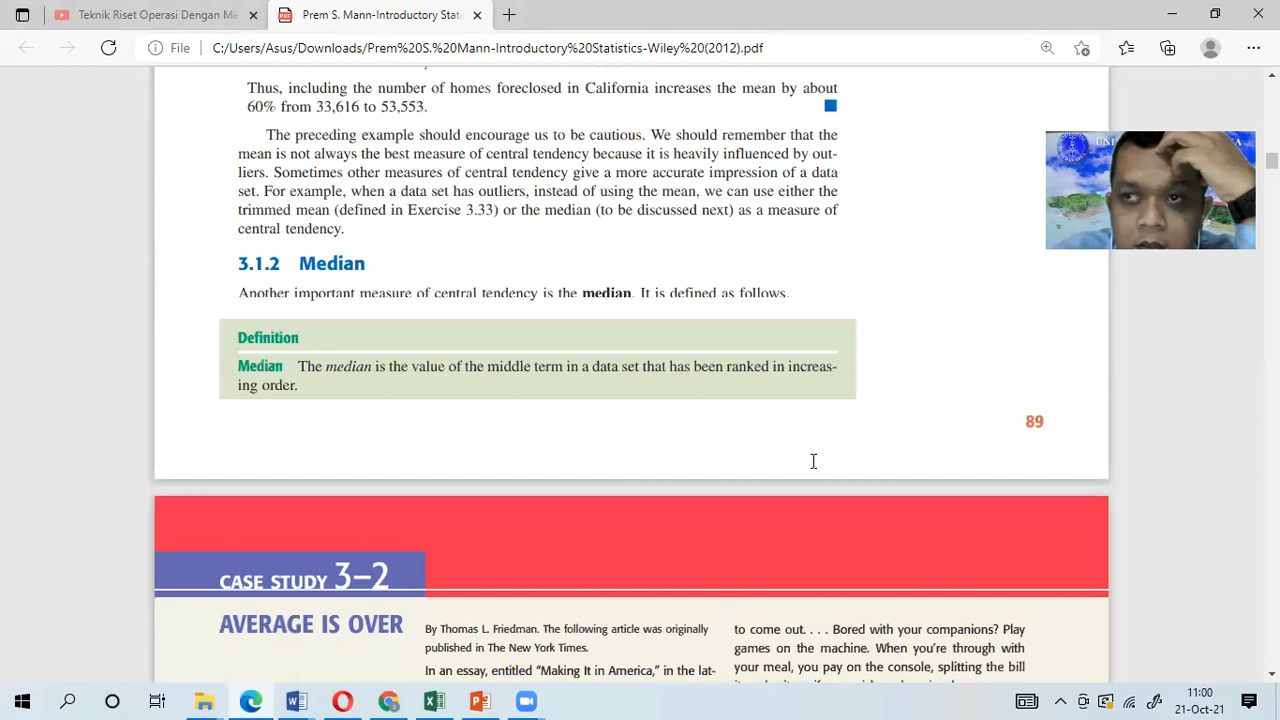 Teknik Riset Operasi Dengan Me
Prem S. Mann-Introductory Stat
File
C:/Users/Asus/Downloads/Prem%20S.%20Mann-Introductory%20Statistics-Wiley%20(2012).pdf
Thus, including the number of homes foreclosed in California increases the mean by about
60% from 33,616 to 53,553.
The preceding example should encourage us to be cautious. We should remember that the
mean is not always the best measure of central tendency because it is heavily influenced by out-
liers. Sometimes other measures of central tendency give a more accurate impression of a data
set. For example, when a data set has outliers, instead of using the mean, we can use either the
trimmed mean (defined in Exercise 3.33) or the median (to be discussed next) as a measure of
central tendency.
3.1.2 Median
Another important measure of central tendency is the median. It is defined as follows.
Definition
Median The median is the value of the middle term in a data set that has been ranked in increas-
ing order.
89
CASE STUDY 3–2
AVERAGE IS OVER
By Thomas L. Friedman. The following article was originally
published in The New York Times.
In an essay, entitled “Making It in America,” in the lat-
to come out. . . . Bored with your companions? Play
games on the machine. When you’re through with
your meal, you pay on the console, splitting the bill
11:00
21-Oct-21